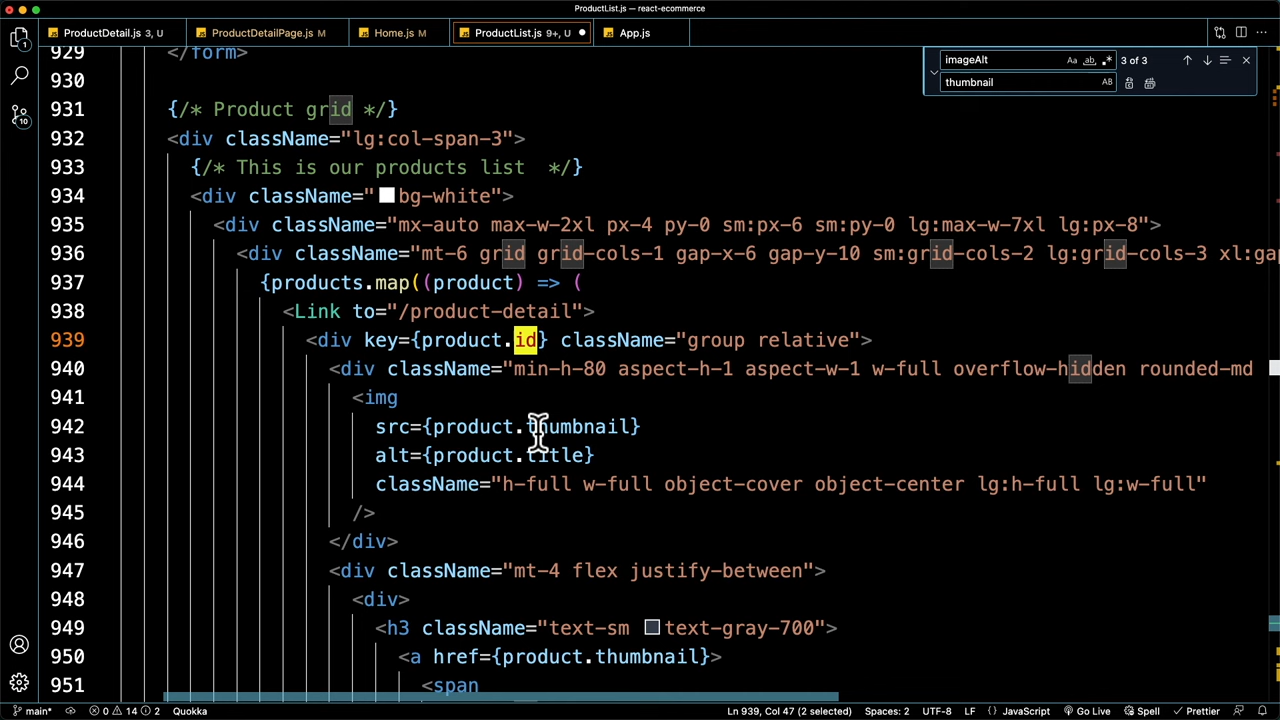 ProductList.js — react-ecommerce
ProductDetail.js 3, U
ProductDetailPage.js M
Home.js M
ProductList.js 9+, U
App.js
imageAlt
3 of 3
thumbnail
929 </form>
930
931 {/* Product grid */}
932 <div className="lg:col-span-3">
933 {/* This is our products list  */}
934 <div className="bg-white">
935 <div className="mx-auto max-w-2xl px-4 py-0 sm:px-6 sm:py-0 lg:max-w-7xl lg:px-8">
936 <div className="mt-6 grid grid-cols-1 gap-x-6 gap-y-10 sm:grid-cols-2 lg:grid-cols-3 xl:gap
937 {products.map((product) => (
938 <Link to="/product-detail">
939 <div key={product.id} className="group relative">
940 <div className="min-h-80 aspect-h-1 aspect-w-1 w-full overflow-hidden rounded-md
941 <img
942 src={product.thumbnail}
943 alt={product.title}
944 className="h-full w-full object-cover object-center lg:h-full lg:w-full"
945 />
946 </div>
947 <div className="mt-4 flex justify-between">
948 <div>
949 <h3 className="text-sm text-gray-700">
950 <a href={product.thumbnail}>
951 <span
main* 0 14 2 Quokka Ln 939, Col 47 (2 selected) Spaces: 2 UTF-8 LF {} JavaScript Go Live Spell Prettier